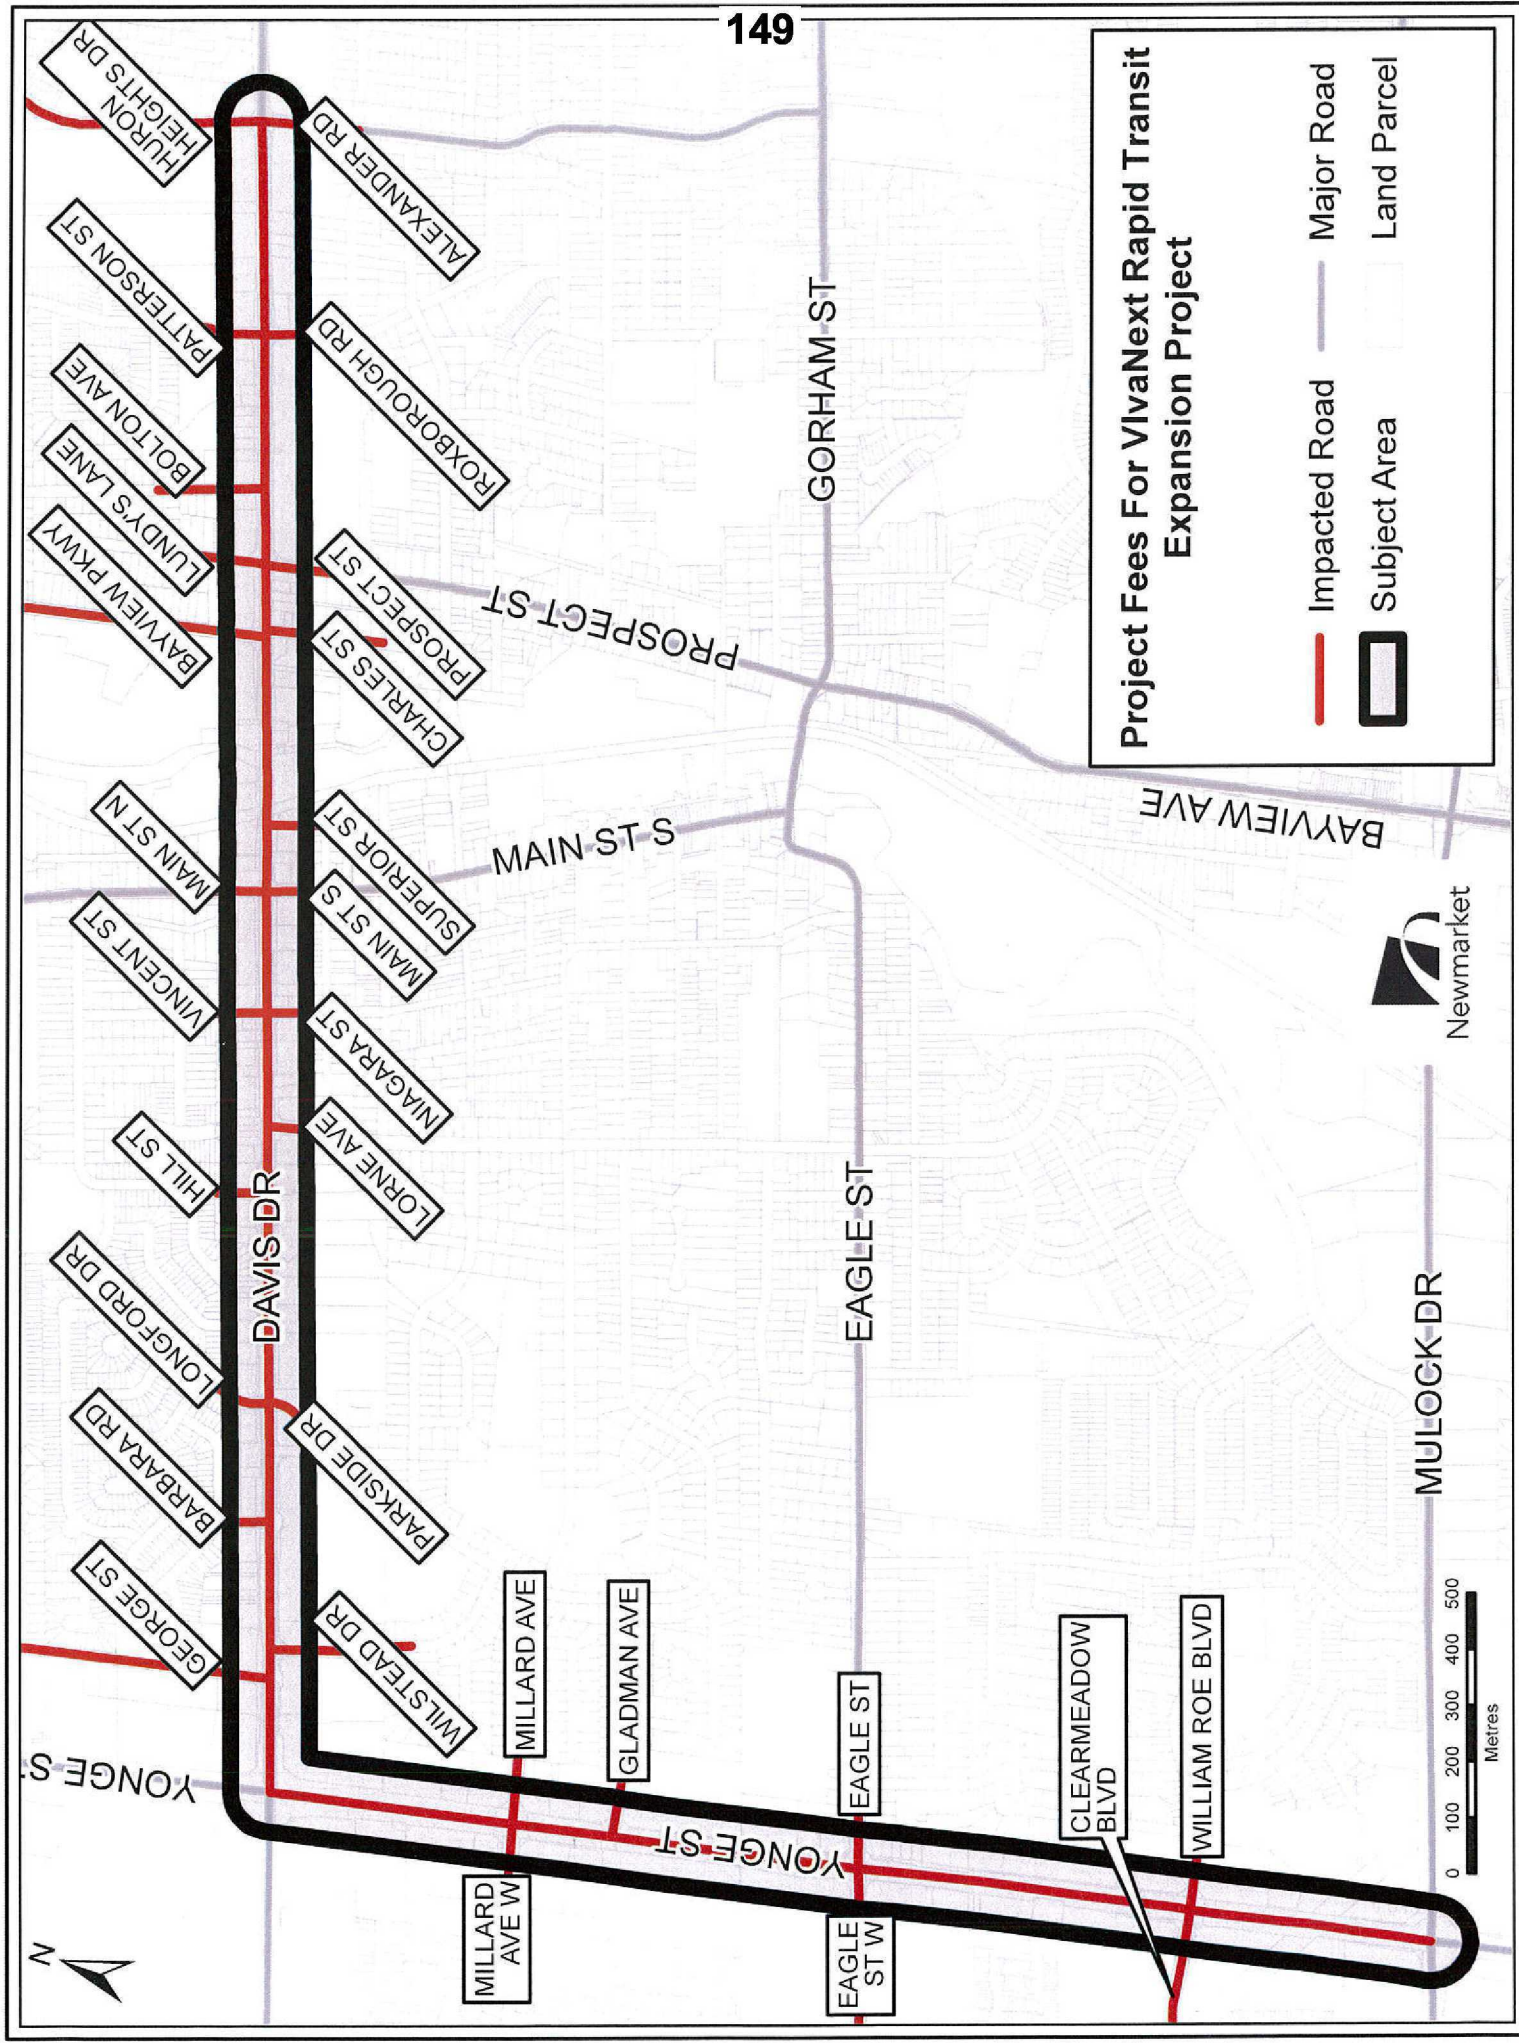 149
Project Fees For VIvaNext Rapid Transit
Expansion Project
Impacted Road
Major Road
Subject Area
Land Parcel
N
YONGE S
GEORGE ST
BARBARA RD
LONGFORD DR
HILL ST
VINCENT ST
MAIN ST N
BAYVIEW PKWY
LUNDY'S LANE
BOLTON AVE
PATTERSON ST
HURON
HEIGHTS DR
DAVIS DR
WILSTEAD DR
PARKSIDE DR
LORNE AVE
NIAGARA ST
MAIN ST S
SUPERIOR ST
CHARLES ST
PROSPECT ST
ROXBOROUGH RD
ALEXANDER RD
MILLARD
AVE W
MILLARD AVE
GLADMAN AVE
YONGE ST
MAIN ST S
PROSPECT ST
GORHAM ST
EAGLE
ST W
EAGLE ST
EAGLE ST
CLEARMEADOW
BLVD
WILLIAM ROE BLVD
BAYVIEW AVE
MULOCK DR
Newmarket
0 100 200 300 400 500
Metres